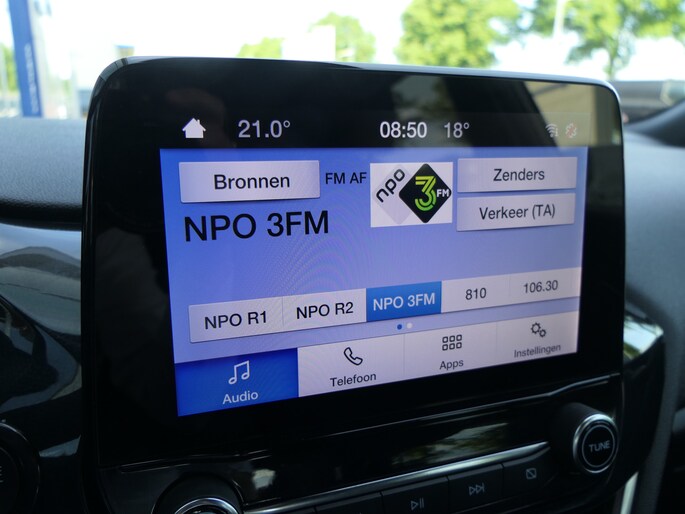 21.0° 08:50 18°
Bronnen FM AF npo 3FM Zenders
Verkeer (TA)
NPO 3FM
NPO R1 NPO R2 NPO 3FM 810 106.30
Audio Telefoon Apps Instellingen
TUNE